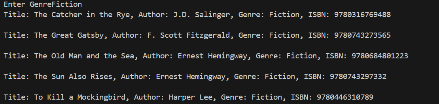 Enter GenreFiction
Title: The Catcher in the Rye, Author: J.D. Salinger, Genre: Fiction, ISBN: 9780316769488
Title: The Great Gatsby, Author: F. Scott Fitzgerald, Genre: Fiction, ISBN: 9780743273565
Title: The Old Man and the Sea, Author: Ernest Hemingway, Genre: Fiction, ISBN: 9780684801223
Title: The Sun Also Rises, Author: Ernest Hemingway, Genre: Fiction, ISBN: 9780743297332
Title: To Kill a Mockingbird, Author: Harper Lee, Genre: Fiction, ISBN: 9780446310789